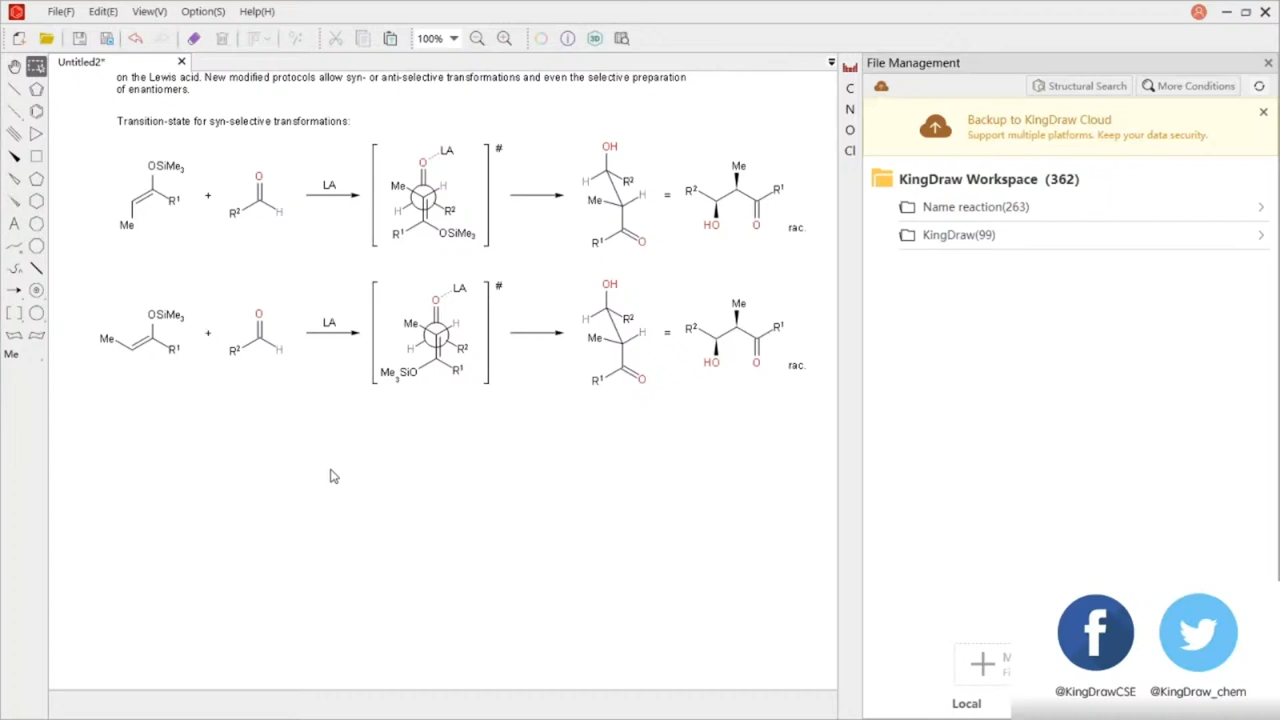 File(F) Edit(E) View(V) Option(S) Help(H)
100%
Untitled2*
on the Lewis acid. New modified protocols allow syn- or anti-selective transformations and even the selective preparation
of enantiomers.
Transition-state for syn-selective transformations:
OSiMe3 R¹ Me + O R² H LA O LA Me H H R² R¹ OSiMe3 # OH H R² Me H R¹ O = Me R² R¹ HO O rac.
OSiMe3 Me R¹ + O R² H LA O LA Me H H R² Me3SiO R¹ # OH H R² Me H R¹ O = Me R² R¹ HO O rac.
A
Me
C
N
O
Cl
File Management
Structural Search More Conditions
Backup to KingDraw Cloud
Support multiple platforms. Keep your data security.
KingDraw Workspace (362)
Name reaction(263)
KingDraw(99)
Local
@KingDrawCSE @KingDraw_chem